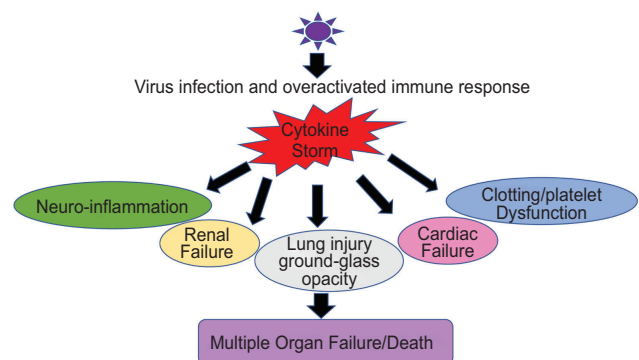 Virus infection and overactivated immune response
Cytokine
Storm
Neuro-inflammation
Renal
Failure
Lung injury
ground-glass
opacity
Cardiac
Failure
Clotting/platelet
Dysfunction
Multiple Organ Failure/Death